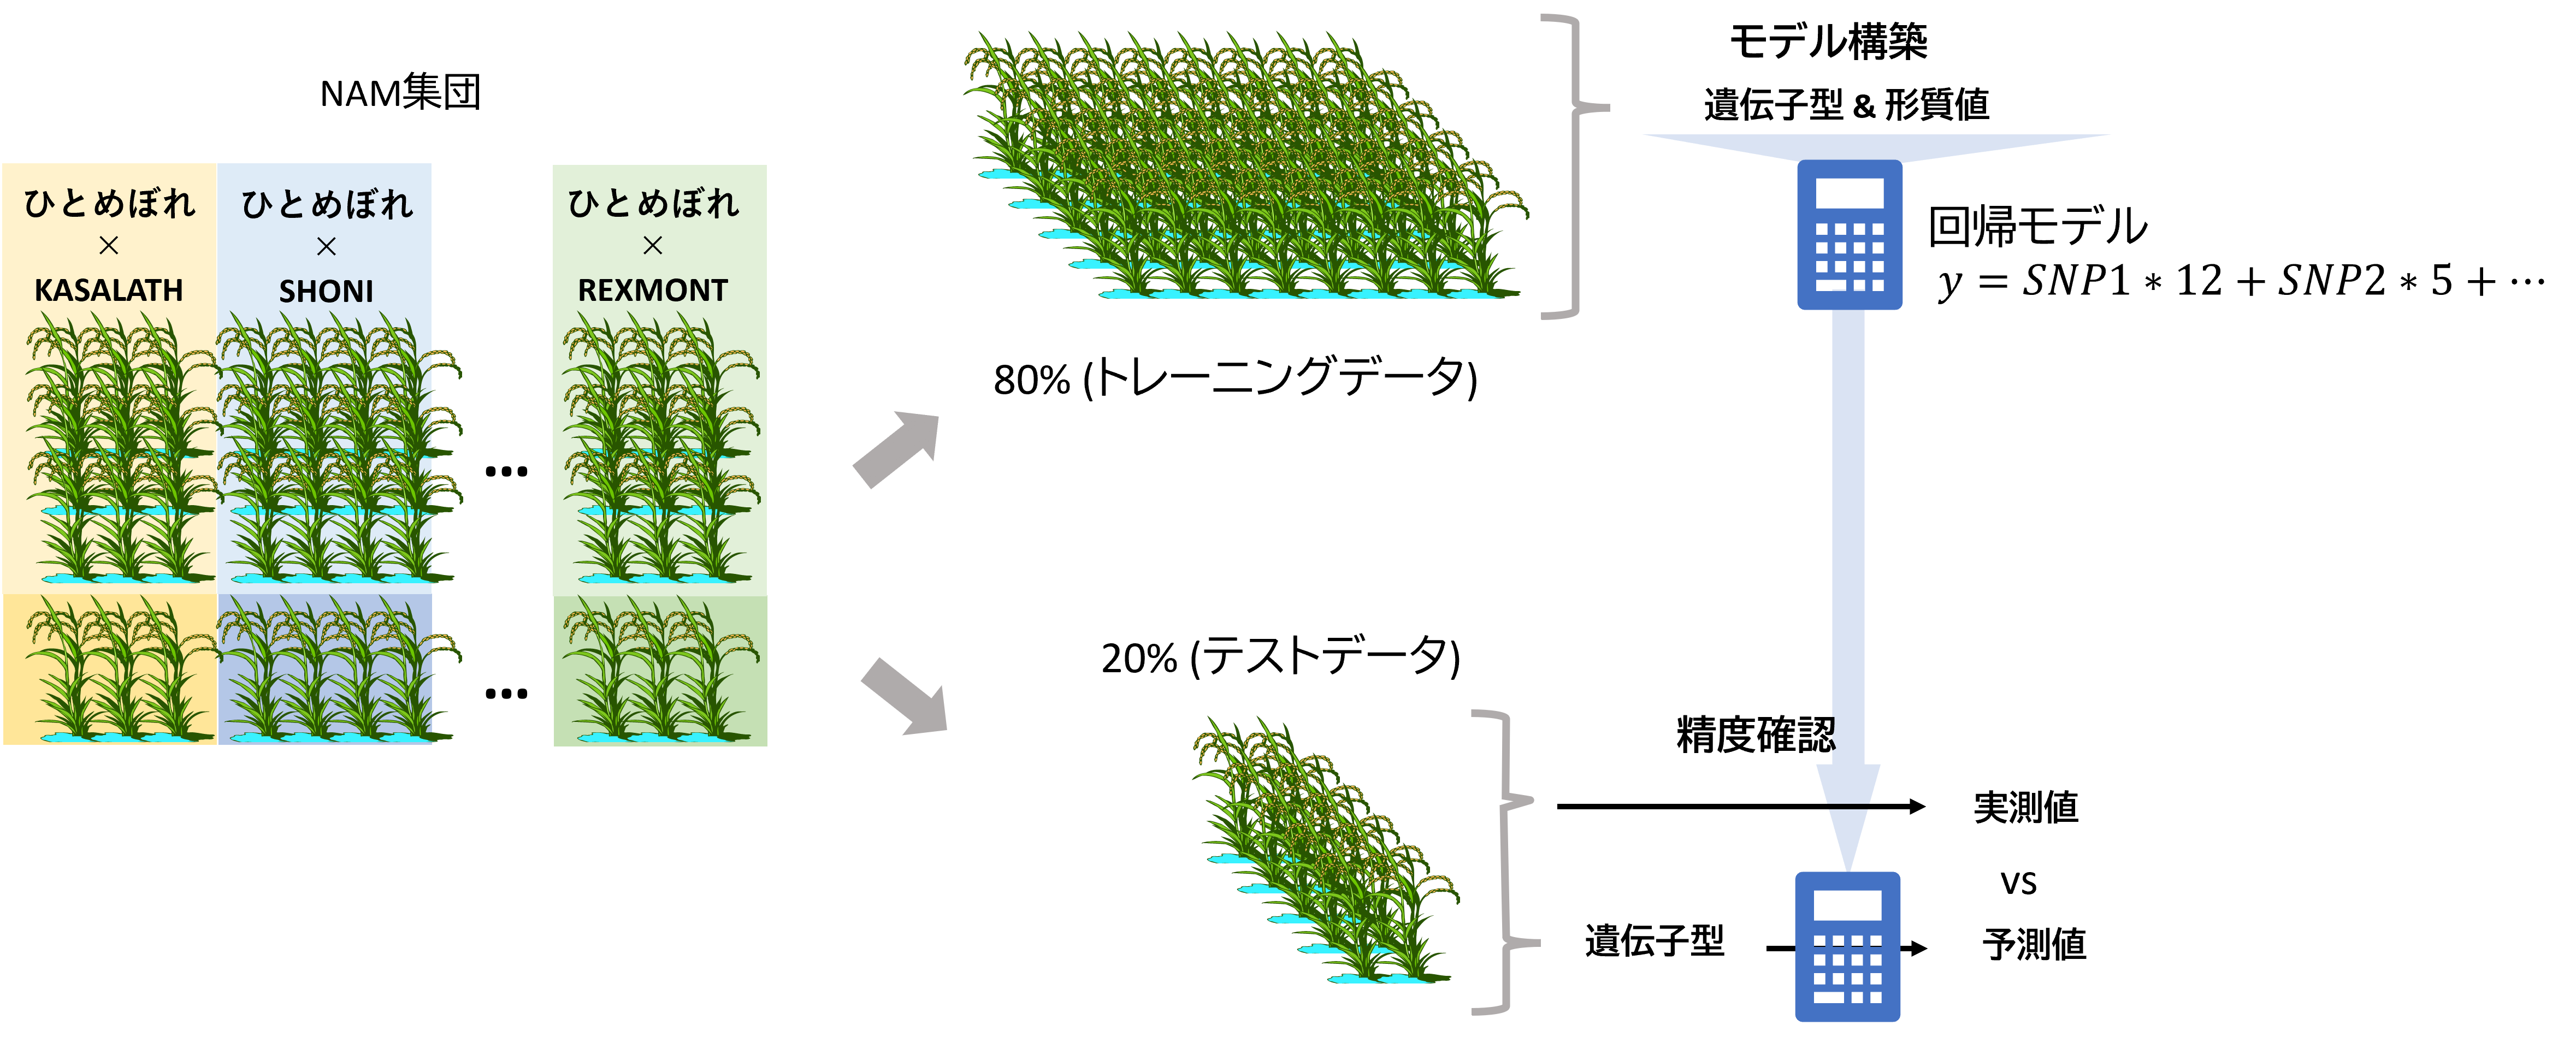 NAM集団
ひとめぼれ
×
KASALATH
ひとめぼれ
×
SHONI
…
ひとめぼれ
×
REXMONT
…
80% (トレーニングデータ)
モデル構築
遺伝子型 & 形質値
回帰モデル
y = SNP1 * 12 + SNP2 * 5 + ⋯
20% (テストデータ)
精度確認
実測値
vs
遺伝子型
予測値